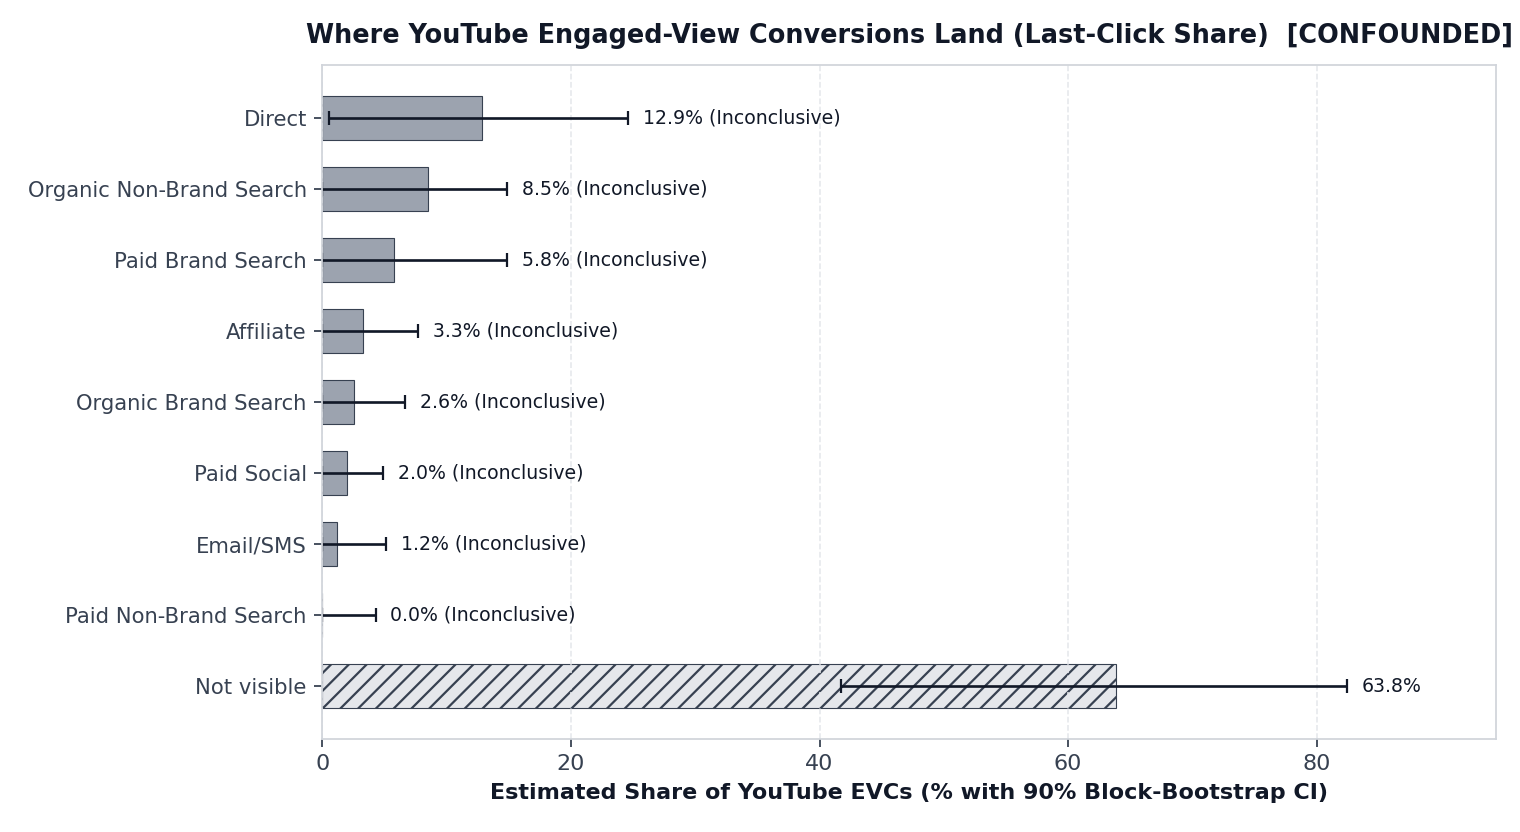 Where YouTube Engaged-View Conversions Land (Last-Click Share)  [CONFOUNDED]
Direct
12.9% (Inconclusive)
Organic Non-Brand Search
8.5% (Inconclusive)
Paid Brand Search
5.8% (Inconclusive)
Affiliate
3.3% (Inconclusive)
Organic Brand Search
2.6% (Inconclusive)
Paid Social
2.0% (Inconclusive)
Email/SMS
1.2% (Inconclusive)
Paid Non-Brand Search
0.0% (Inconclusive)
Not visible
63.8%
0 20 40 60 80
Estimated Share of YouTube EVCs (% with 90% Block-Bootstrap CI)